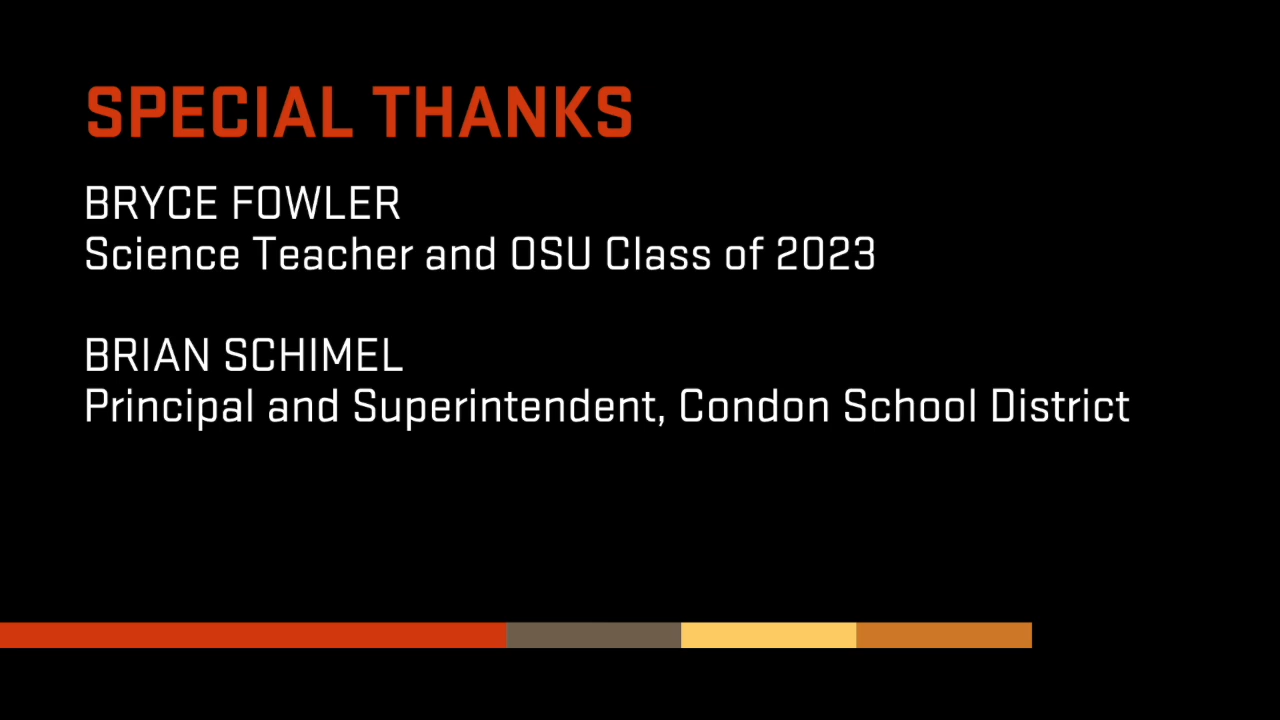 SPECIAL THANKS
BRYCE FOWLER
Science Teacher and OSU Class of 2023
BRIAN SCHIMEL
Principal and Superintendent, Condon School District